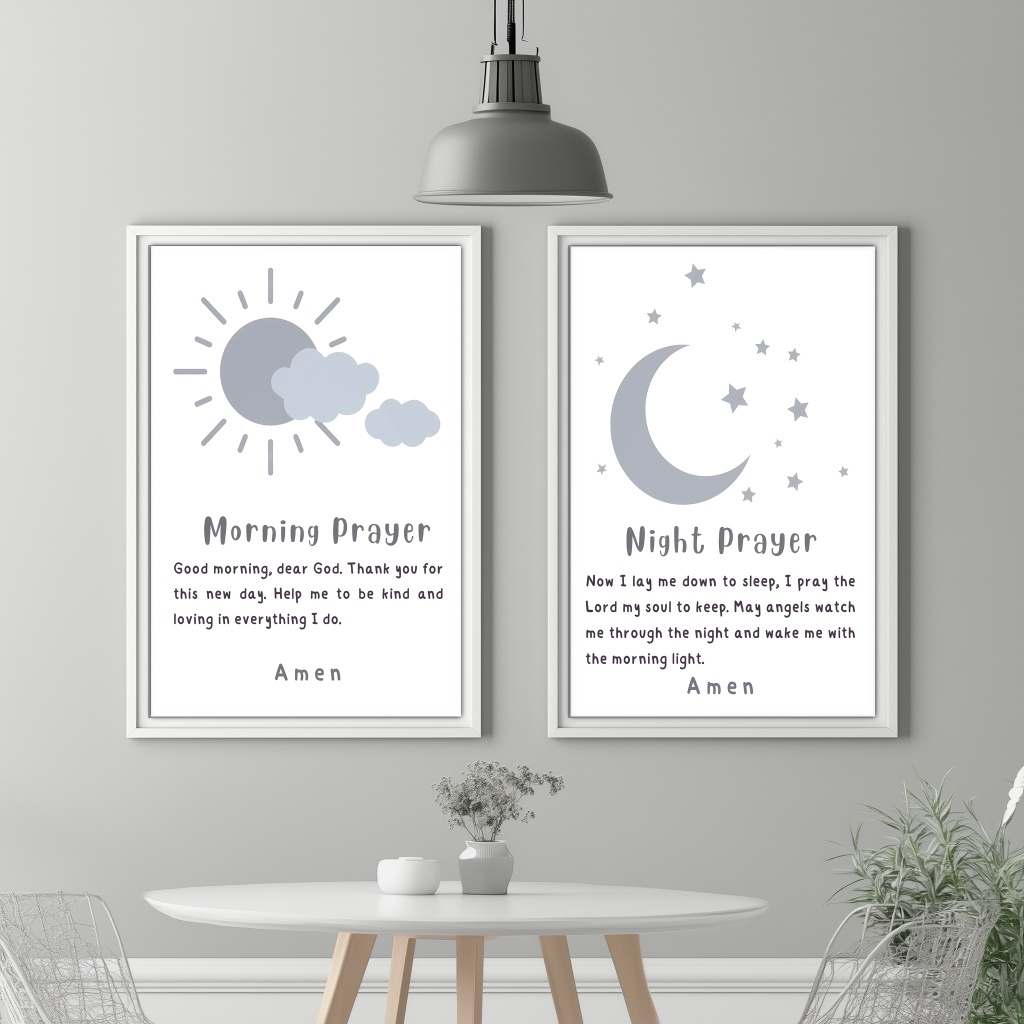 Morning Prayer
Good morning, dear God. Thank you for
this new day. Help me to be kind and
loving in everything I do.
Amen
Night Prayer
Now I lay me down to sleep, I pray the
Lord my soul to keep. May angels watch
me through the night and wake me with
the morning light.
Amen